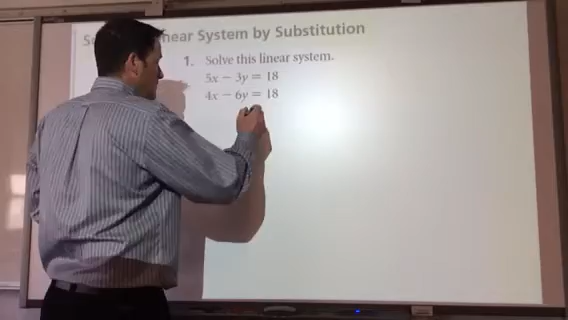 near System by Substitution
1. Solve this linear system.
5x − 3y = 18
4x − 6y = 18